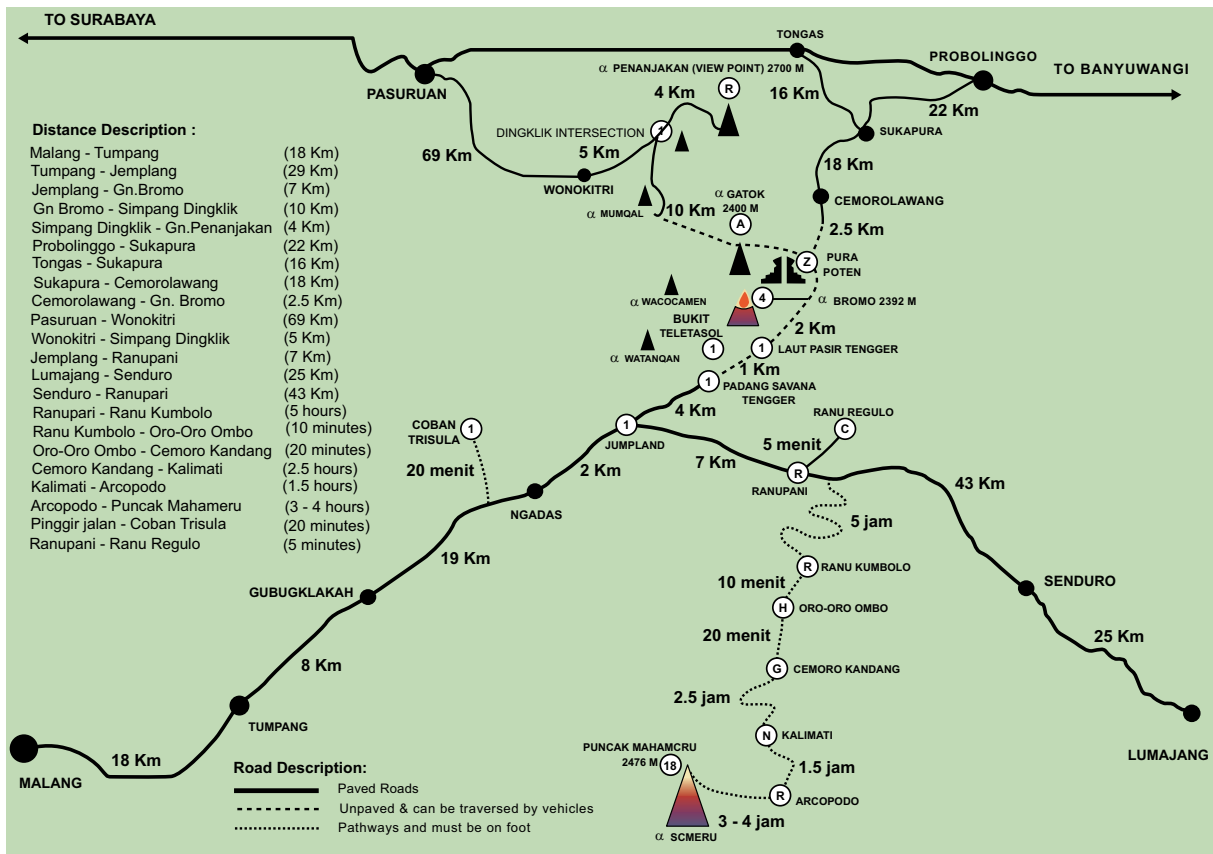 TO SURABAYA
TONGAS
PROBOLINGGO
α PENANJAKAN (VIEW POINT) 2700 M
TO BANYUWANGI
R
PASURUAN
4 Km
16 Km
22 Km
DINGKLIK INTERSECTION
1
SUKAPURA
69 Km
5 Km
18 Km
WONOKITRI
α GATOK
2400 M
CEMOROLAWANG
α MUMQAL
10 Km
A
2.5 Km
Z
PURA
POTEN
α WACOCAMEN
4
α BROMO 2392 M
BUKIT
TELETASOL
2 Km
α WATANQAN
1
1
LAUT PASIR TENGGER
1 Km
1
PADANG SAVANA
TENGGER
4 Km
RANU REGULO
COBAN
TRISULA
1
1
C
JUMPLAND
5 menit
20 menit
2 Km
7 Km
R
RANUPANI
43 Km
NGADAS
5 jam
19 Km
R
RANU KUMBOLO
GUBUGKLAKAH
10 menit
SENDURO
H
ORO-ORO OMBO
20 menit
25 Km
8 Km
G
CEMORO KANDANG
2.5 jam
TUMPANG
N
KALIMATI
PUNCAK MAHAMCRU
2476 M
18
1.5 jam
LUMAJANG
18 Km
MALANG
R
ARCOPODO
3 - 4 jam
α SCMERU
Distance Description :
Malang - Tumpang (18 Km)
Tumpang - Jemplang (29 Km)
Jemplang - Gn.Bromo (7 Km)
Gn Bromo - Simpang Dingklik (10 Km)
Simpang Dingklik - Gn.Penanjakan (4 Km)
Probolinggo - Sukapura (22 Km)
Tongas - Sukapura (16 Km)
Sukapura - Cemorolawang (18 Km)
Cemorolawang - Gn. Bromo (2.5 Km)
Pasuruan - Wonokitri (69 Km)
Wonokitri - Simpang Dingklik (5 Km)
Jemplang - Ranupani (7 Km)
Lumajang - Senduro (25 Km)
Senduro - Ranupari (43 Km)
Ranupari - Ranu Kumbolo (5 hours)
Ranu Kumbolo - Oro-Oro Ombo (10 minutes)
Oro-Oro Ombo - Cemoro Kandang (20 minutes)
Cemoro Kandang - Kalimati (2.5 hours)
Kalimati - Arcopodo (1.5 hours)
Arcopodo - Puncak Mahameru (3 - 4 hours)
Pinggir jalan - Coban Trisula (20 minutes)
Ranupani - Ranu Regulo (5 minutes)
Road Description:
Paved Roads
Unpaved & can be traversed by vehicles
Pathways and must be on foot